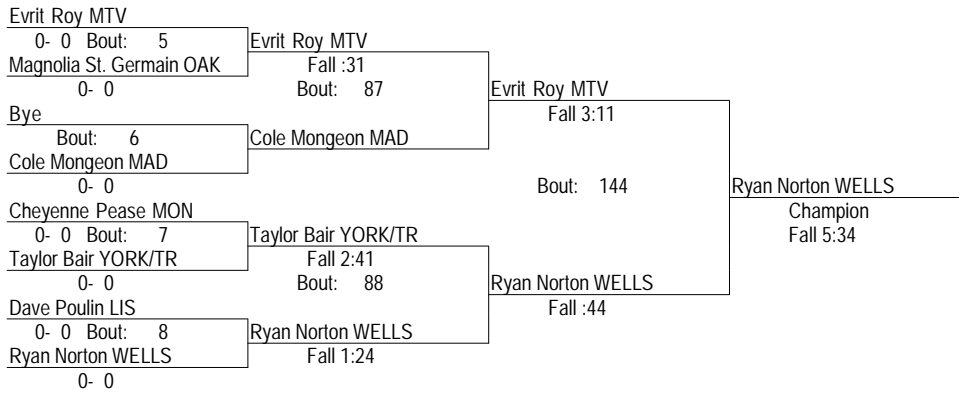 Evrit Roy MTV
0- 0 Bout: 5 Evrit Roy MTV
Magnolia St. Germain OAK Fall :31
0- 0 Bout: 87 Evrit Roy MTV
Bye Fall 3:11
Bout: 6 Cole Mongeon MAD
Cole Mongeon MAD
0- 0 Bout: 144 Ryan Norton WELLS
Cheyenne Pease MON Champion
0- 0 Bout: 7 Taylor Bair YORK/TR Fall 5:34
Taylor Bair YORK/TR Fall 2:41
0- 0 Bout: 88 Ryan Norton WELLS
Dave Poulin LIS Fall :44
0- 0 Bout: 8 Ryan Norton WELLS
Ryan Norton WELLS Fall 1:24
0- 0